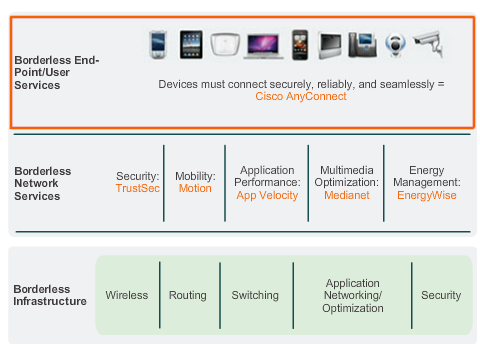 Borderless End-
Point/User
Services
Devices must connect securely, reliably, and seamlessly =
Cisco AnyConnect
Borderless
Network
Services
Security:
TrustSec
Mobility:
Motion
Application
Performance:
App Velocity
Multimedia
Optimization:
Medianet
Energy
Management:
EnergyWise
Borderless
Infrastructure
Wireless
Routing
Switching
Application
Networking/
Optimization
Security